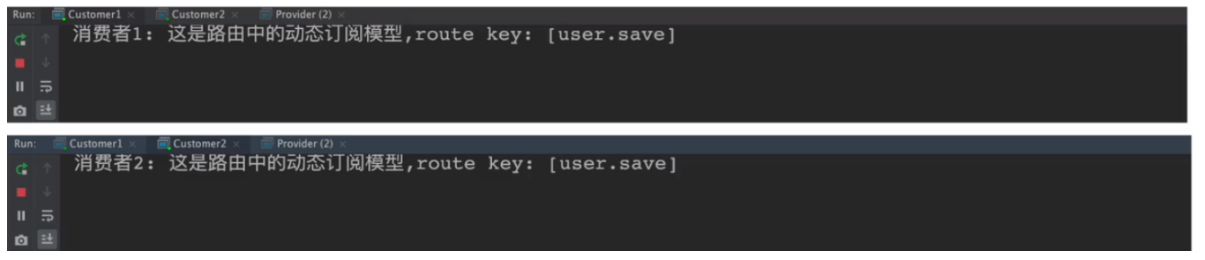 Run: Customer1 × Customer2 × Provider (2) ×
消费者1: 这是路由中的动态订阅模型,route key: [user.save]
Run: Customer1 × Customer2 × Provider (2) ×
消费者2: 这是路由中的动态订阅模型,route key: [user.save]